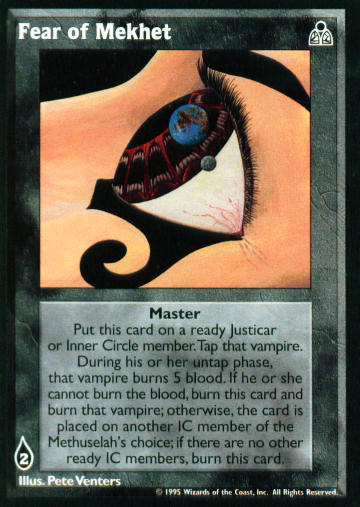 Fear of Mekhet
Master
Put this card on a ready Justicar
or Inner Circle member. Tap that vampire.
During his or her untap phase,
that vampire burns 5 blood. If he or she
cannot burn the blood, burn this card and
burn that vampire; otherwise, the card is
placed on another IC member of the
Methuselah's choice; if there are no other
ready IC members, burn this card.
2
Illus. Pete Venters
© 1995 Wizards of the Coast, Inc. All Rights Reserved.